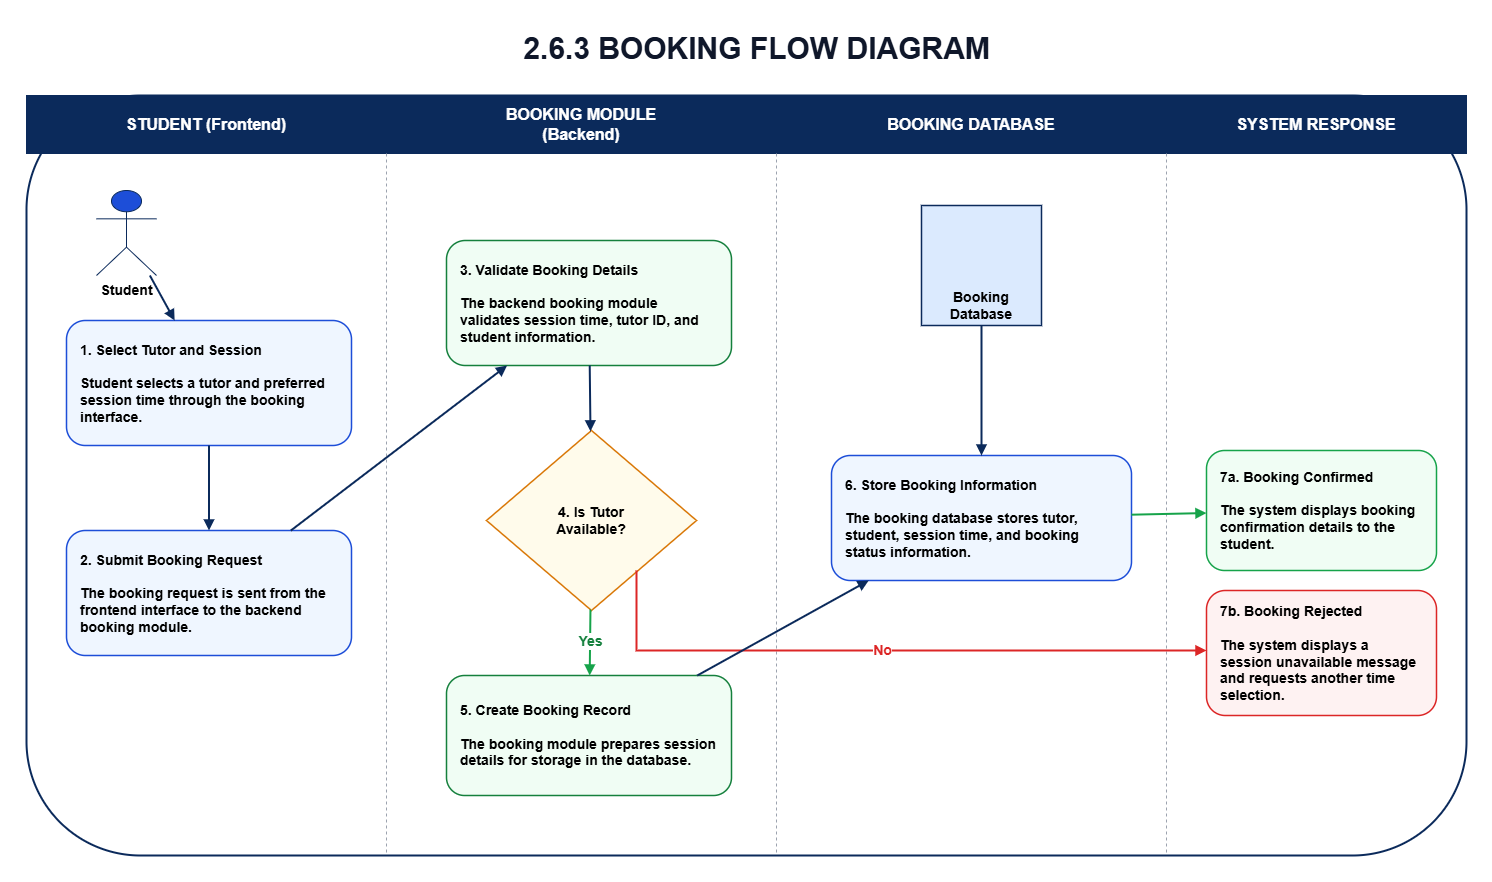 2.6.3 BOOKING FLOW DIAGRAM
STUDENT (Frontend)
BOOKING MODULE
(Backend)
BOOKING DATABASE
SYSTEM RESPONSE
Student
1. Select Tutor and Session
Student selects a tutor and preferred
session time through the booking
interface.
2. Submit Booking Request
The booking request is sent from the
frontend interface to the backend
booking module.
3. Validate Booking Details
The backend booking module
validates session time, tutor ID, and
student information.
4. Is Tutor
Available?
Yes
No
5. Create Booking Record
The booking module prepares session
details for storage in the database.
Booking
Database
6. Store Booking Information
The booking database stores tutor,
student, session time, and booking
status information.
7a. Booking Confirmed
The system displays booking
confirmation details to the
student.
7b. Booking Rejected
The system displays a
session unavailable message
and requests another time
selection.